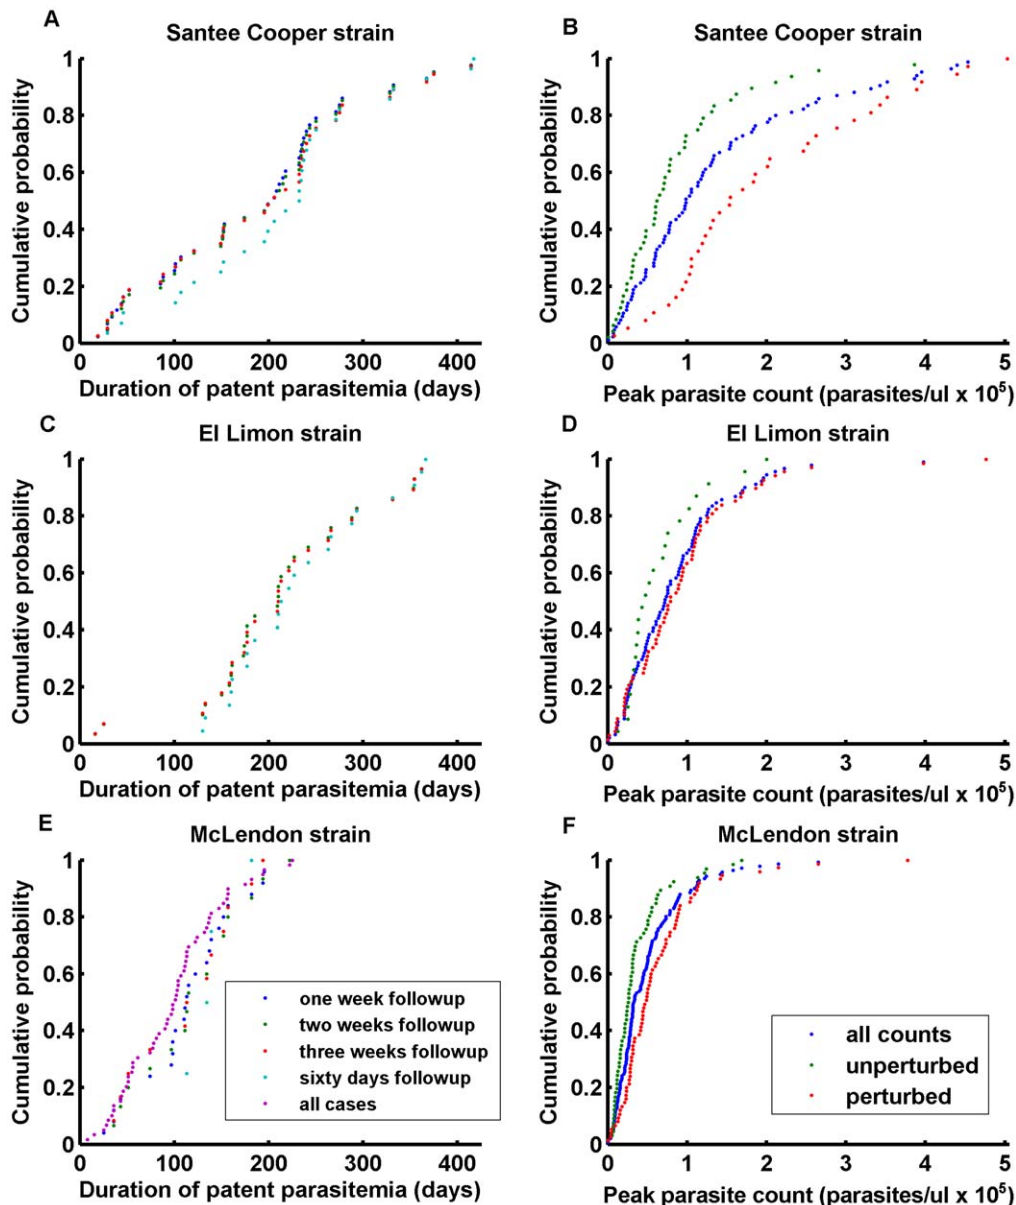 A
Santee Cooper strain
Cumulative probability
1
0.8
0.6
0.4
0.2
0
0 100 200 300 400
Duration of patent parasitemia (days)
B
Santee Cooper strain
Cumulative probability
1
0.8
0.6
0.4
0.2
0
0 1 2 3 4 5
Peak parasite count (parasites/ul x 10⁵)
C
El Limon strain
Cumulative probability
1
0.8
0.6
0.4
0.2
0
0 100 200 300 400
Duration of patent parasitemia (days)
D
El Limon strain
Cumulative probability
1
0.8
0.6
0.4
0.2
0
0 1 2 3 4 5
Peak parasite count (parasites/ul x 10⁵)
E
McLendon strain
Cumulative probability
1
0.8
0.6
0.4
0.2
0
one week followup
two weeks followup
three weeks followup
sixty days followup
all cases
0 100 200 300 400
Duration of patent parasitemia (days)
F
McLendon strain
Cumulative probability
1
0.8
0.6
0.4
0.2
0
all counts
unperturbed
perturbed
0 1 2 3 4 5
Peak parasite count (parasites/ul x 10⁵)